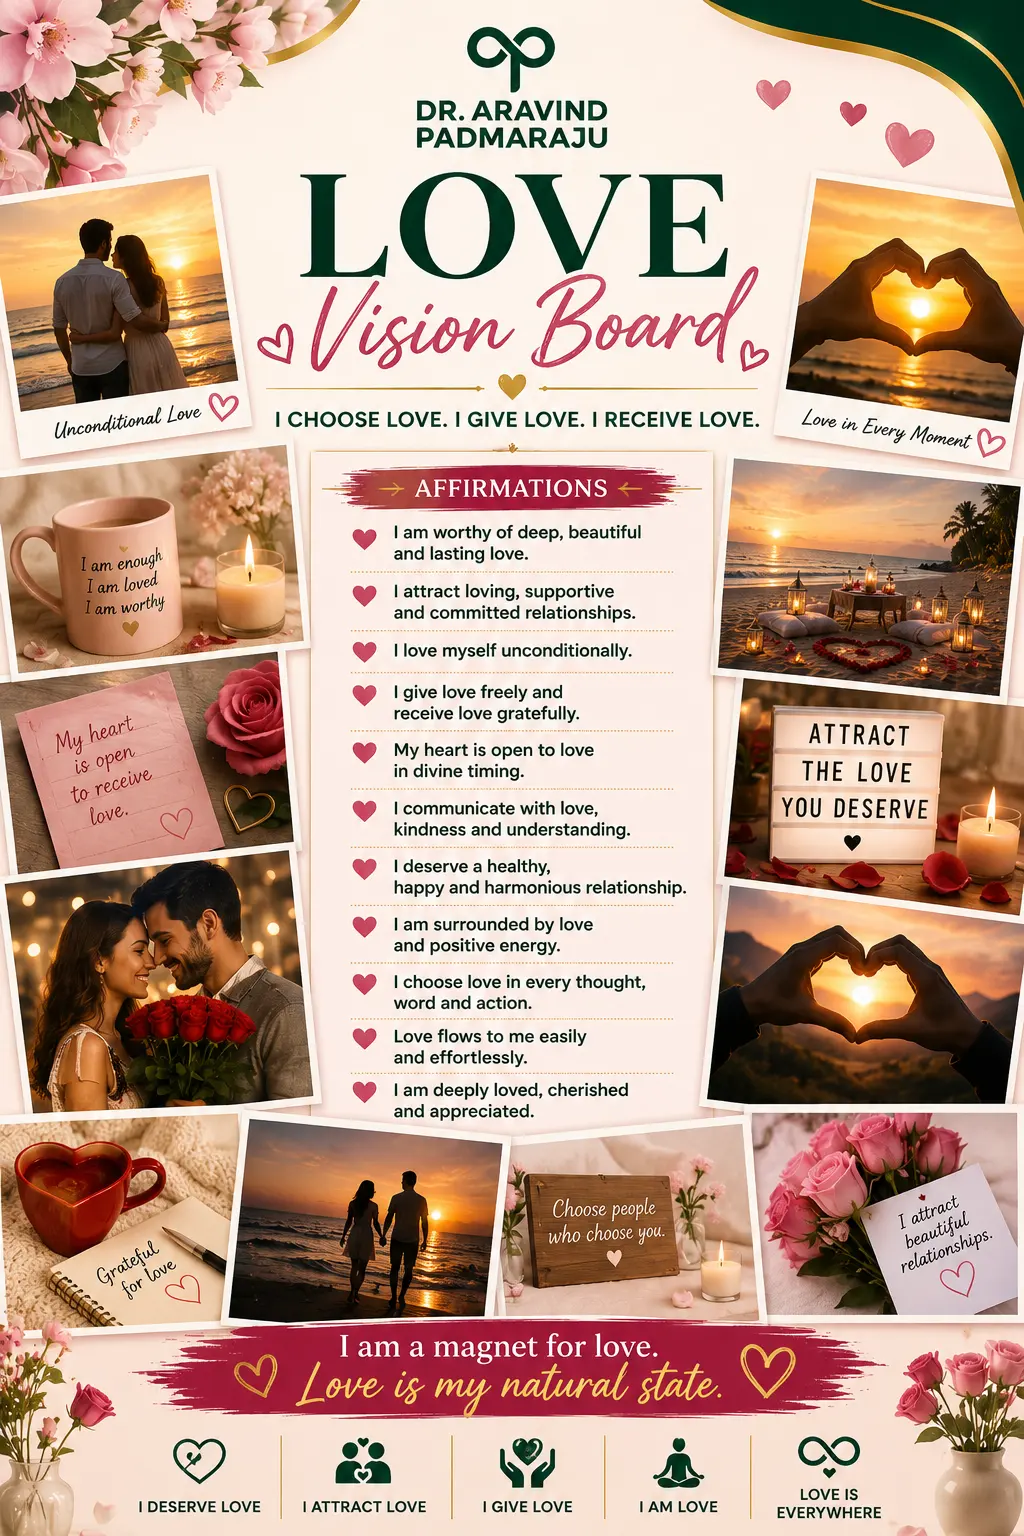 DR. ARAVIND
PADMARAJU
LOVE
Vision Board
I CHOOSE LOVE. I GIVE LOVE. I RECEIVE LOVE.
Unconditional Love
Love in Every Moment
I am enough
I am loved
I am worthy
My heart
is open
to receive
love.
AFFIRMATIONS
I am worthy of deep, beautiful
and lasting love.
I attract loving, supportive
and committed relationships.
I love myself unconditionally.
I give love freely and
receive love gratefully.
My heart is open to love
in divine timing.
I communicate with love,
kindness and understanding.
I deserve a healthy,
happy and harmonious relationship.
I am surrounded by love
and positive energy.
I choose love in every thought,
word and action.
Love flows to me easily
and effortlessly.
I am deeply loved, cherished
and appreciated.
ATTRACT
THE LOVE
YOU DESERVE
Grateful
for love
Choose people
who choose you.
I attract
beautiful
relationships.
I am a magnet for love.
Love is my natural state.
I DESERVE LOVE
I ATTRACT LOVE
I GIVE LOVE
I AM LOVE
LOVE IS
EVERYWHERE